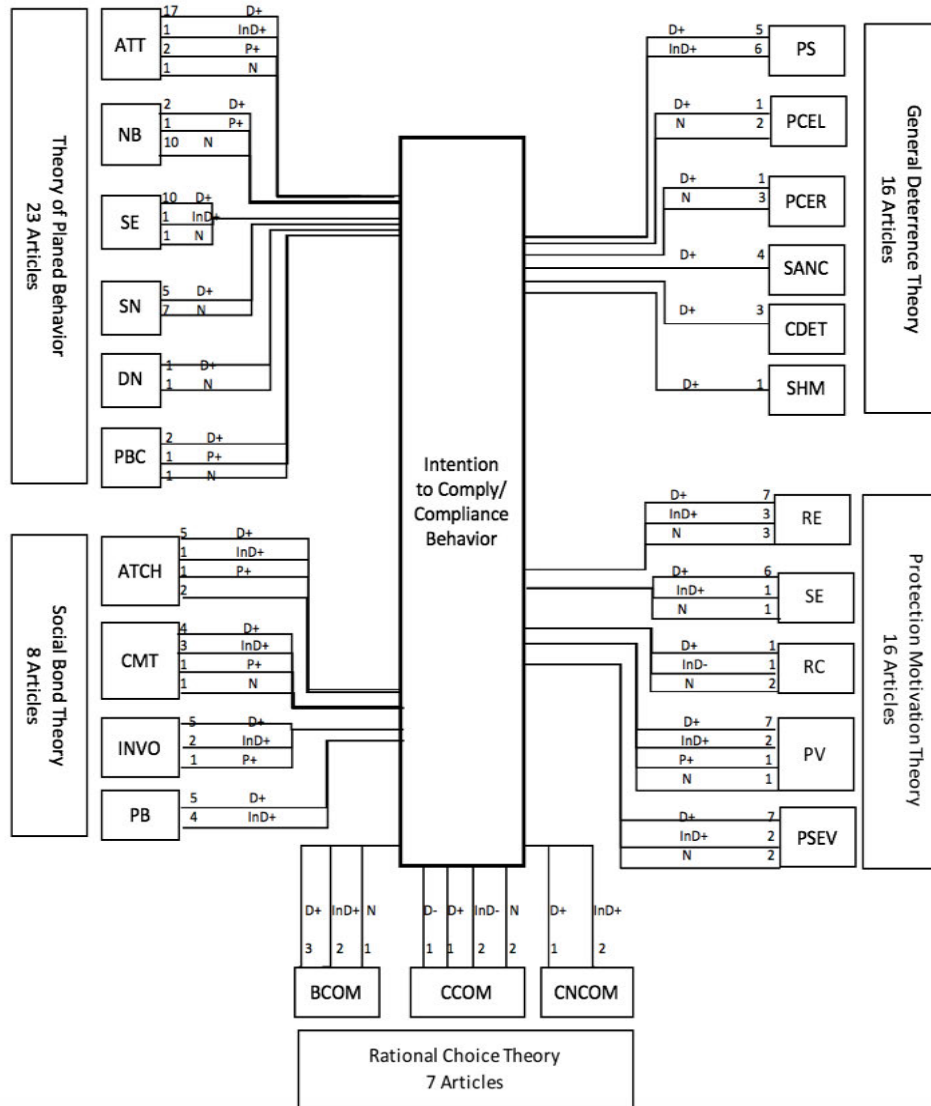 Theory of Planed Behavior
23 Articles
ATT
17 D+
1 InD+
2 P+
1 N
NB
2 D+
1 P+
10 N
SE
10 D+
1 InD+
1 N
SN
5 D+
7 N
DN
1 D+
1 N
PBC
2 D+
1 P+
1 N
Social Bond Theory
8 Articles
ATCH
5 D+
1 InD+
1 P+
2
CMT
4 D+
3 InD+
1 P+
1 N
INVO
5 D+
2 InD+
1 P+
PB
5 D+
4 InD+
Intention
to Comply/
Compliance
Behavior
General Deterrence Theory
16 Articles
D+ 5
InD+ 6
PS
D+ 1
N 2
PCEL
D+ 1
N 3
PCER
D+ 4
SANC
D+ 3
CDET
D+ 1
SHM
Protection Motivation Theory
16 Articles
D+ 7
InD+ 3
N 3
RE
D+ 6
InD+ 1
N 1
SE
D+ 1
InD- 1
N 2
RC
D+ 7
InD+ 2
P+ 1
N 1
PV
D+ 7
InD+ 2
N 2
PSEV
D+ InD+ N
3 2 1
BCOM
D- D+ InD- N
1 1 2 2
CCOM
D+ InD+
1 2
CNCOM
Rational Choice Theory
7 Articles